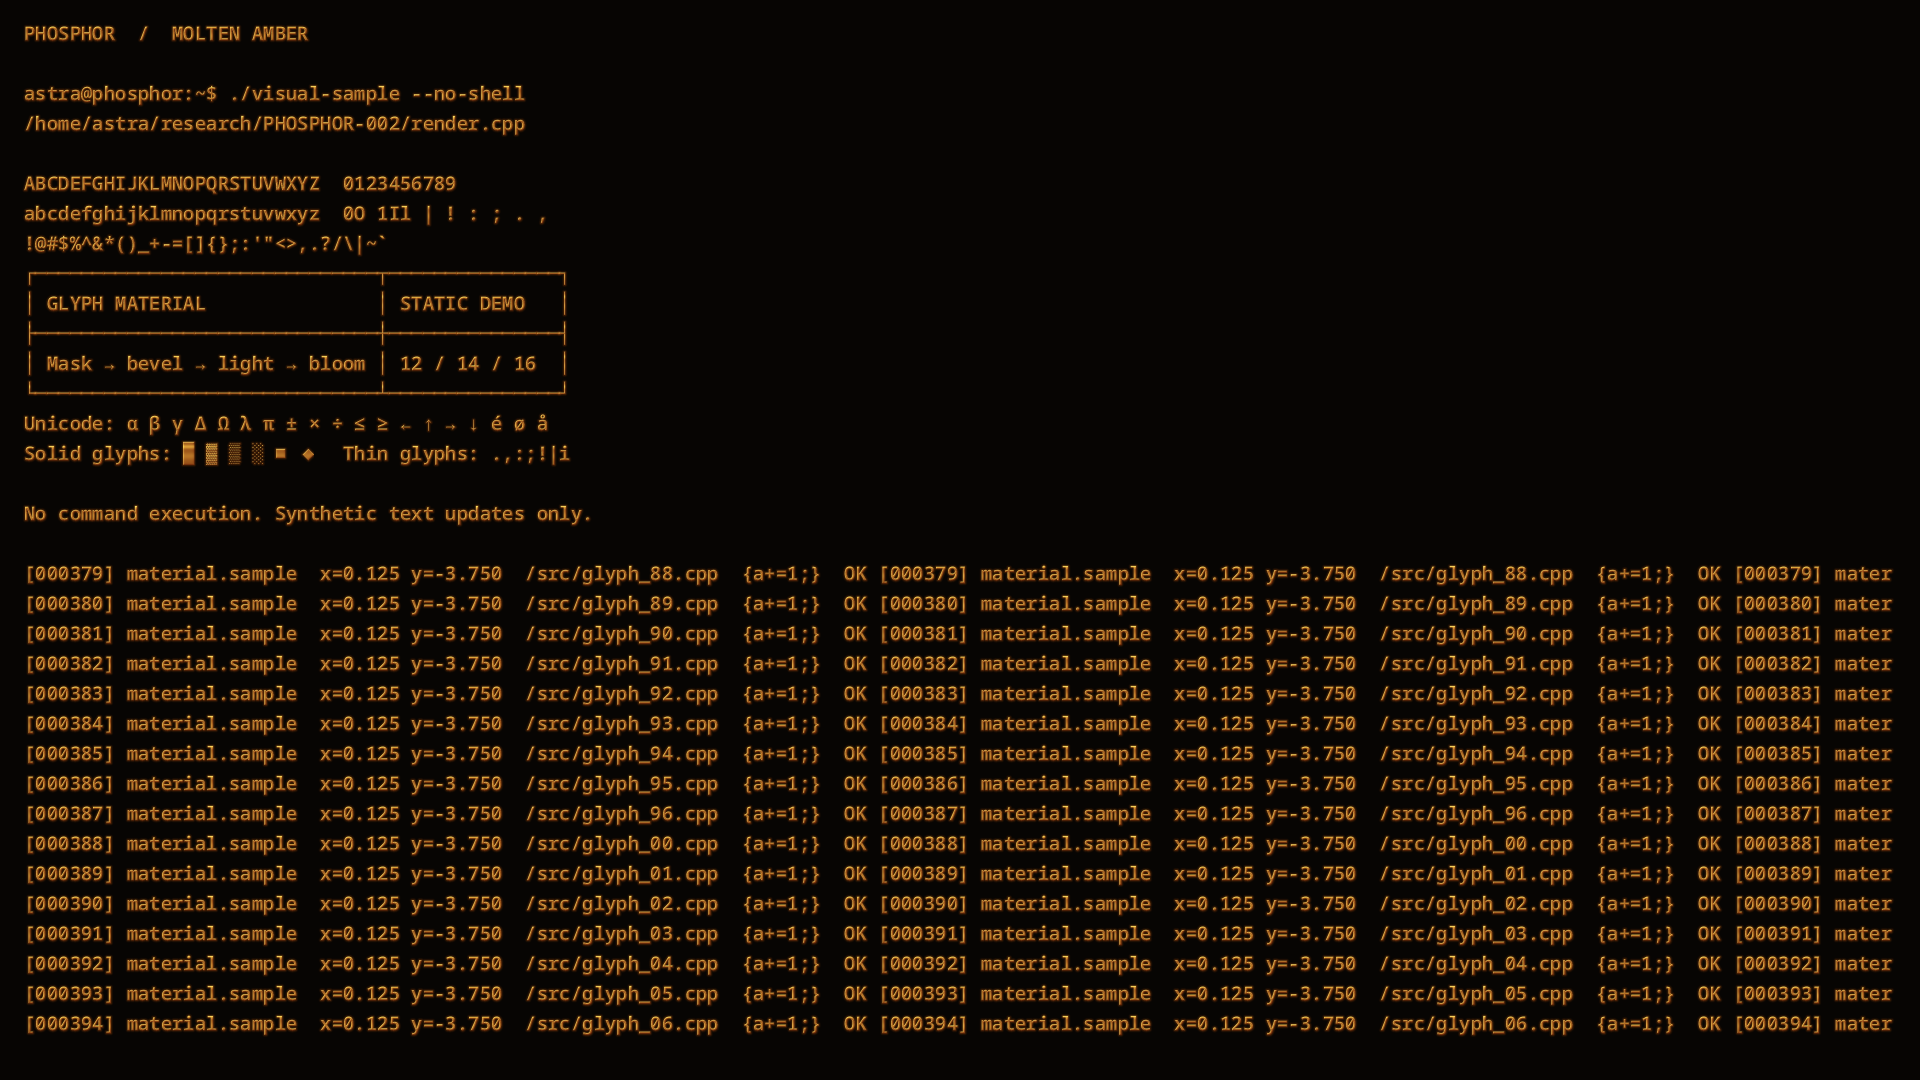 PHOSPHOR  /  MOLTEN AMBER
astra@phosphor:~$ ./visual-sample --no-shell
/home/astra/research/PHOSPHOR-002/render.cpp
ABCDEFGHIJKLMNOPQRSTUVWXYZ  0123456789
abcdefghijklmnopqrstuvwxyz  0O 1Il | ! : ; . ,
!@#$%^&*()_+-=[]{};:'"<>,.?/\|~`
┌──────────────────────────────┬───────────────┐
│ GLYPH MATERIAL               │ STATIC DEMO   │
├──────────────────────────────┼───────────────┤
│ Mask → bevel → light → bloom │ 12 / 14 / 16  │
└──────────────────────────────┴───────────────┘
Unicode: α β γ Δ Ω λ π ± × ÷ ≤ ≥ ← ↑ → ↓ é ø å
Solid glyphs: █ ▓ ▒ ░ ■ ◆  Thin glyphs: .,:;!|i
No command execution. Synthetic text updates only.
[000379] material.sample  x=0.125 y=-3.750  /src/glyph_88.cpp  {a+=1;}  OK [000379] material.sample  x=0.125 y=-3.750  /src/glyph_88.cpp  {a+=1;}  OK [000379] mater
[000380] material.sample  x=0.125 y=-3.750  /src/glyph_89.cpp  {a+=1;}  OK [000380] material.sample  x=0.125 y=-3.750  /src/glyph_89.cpp  {a+=1;}  OK [000380] mater
[000381] material.sample  x=0.125 y=-3.750  /src/glyph_90.cpp  {a+=1;}  OK [000381] material.sample  x=0.125 y=-3.750  /src/glyph_90.cpp  {a+=1;}  OK [000381] mater
[000382] material.sample  x=0.125 y=-3.750  /src/glyph_91.cpp  {a+=1;}  OK [000382] material.sample  x=0.125 y=-3.750  /src/glyph_91.cpp  {a+=1;}  OK [000382] mater
[000383] material.sample  x=0.125 y=-3.750  /src/glyph_92.cpp  {a+=1;}  OK [000383] material.sample  x=0.125 y=-3.750  /src/glyph_92.cpp  {a+=1;}  OK [000383] mater
[000384] material.sample  x=0.125 y=-3.750  /src/glyph_93.cpp  {a+=1;}  OK [000384] material.sample  x=0.125 y=-3.750  /src/glyph_93.cpp  {a+=1;}  OK [000384] mater
[000385] material.sample  x=0.125 y=-3.750  /src/glyph_94.cpp  {a+=1;}  OK [000385] material.sample  x=0.125 y=-3.750  /src/glyph_94.cpp  {a+=1;}  OK [000385] mater
[000386] material.sample  x=0.125 y=-3.750  /src/glyph_95.cpp  {a+=1;}  OK [000386] material.sample  x=0.125 y=-3.750  /src/glyph_95.cpp  {a+=1;}  OK [000386] mater
[000387] material.sample  x=0.125 y=-3.750  /src/glyph_96.cpp  {a+=1;}  OK [000387] material.sample  x=0.125 y=-3.750  /src/glyph_96.cpp  {a+=1;}  OK [000387] mater
[000388] material.sample  x=0.125 y=-3.750  /src/glyph_00.cpp  {a+=1;}  OK [000388] material.sample  x=0.125 y=-3.750  /src/glyph_00.cpp  {a+=1;}  OK [000388] mater
[000389] material.sample  x=0.125 y=-3.750  /src/glyph_01.cpp  {a+=1;}  OK [000389] material.sample  x=0.125 y=-3.750  /src/glyph_01.cpp  {a+=1;}  OK [000389] mater
[000390] material.sample  x=0.125 y=-3.750  /src/glyph_02.cpp  {a+=1;}  OK [000390] material.sample  x=0.125 y=-3.750  /src/glyph_02.cpp  {a+=1;}  OK [000390] mater
[000391] material.sample  x=0.125 y=-3.750  /src/glyph_03.cpp  {a+=1;}  OK [000391] material.sample  x=0.125 y=-3.750  /src/glyph_03.cpp  {a+=1;}  OK [000391] mater
[000392] material.sample  x=0.125 y=-3.750  /src/glyph_04.cpp  {a+=1;}  OK [000392] material.sample  x=0.125 y=-3.750  /src/glyph_04.cpp  {a+=1;}  OK [000392] mater
[000393] material.sample  x=0.125 y=-3.750  /src/glyph_05.cpp  {a+=1;}  OK [000393] material.sample  x=0.125 y=-3.750  /src/glyph_05.cpp  {a+=1;}  OK [000393] mater
[000394] material.sample  x=0.125 y=-3.750  /src/glyph_06.cpp  {a+=1;}  OK [000394] material.sample  x=0.125 y=-3.750  /src/glyph_06.cpp  {a+=1;}  OK [000394] mater